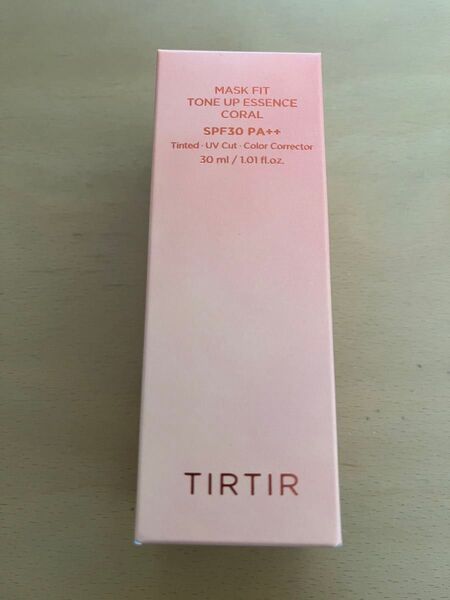 MASK FIT
TONE UP ESSENCE
CORAL
SPF30 PA++
Tinted · UV Cut · Color Corrector
30 ml / 1.01 fl.oz.
TIRTIR